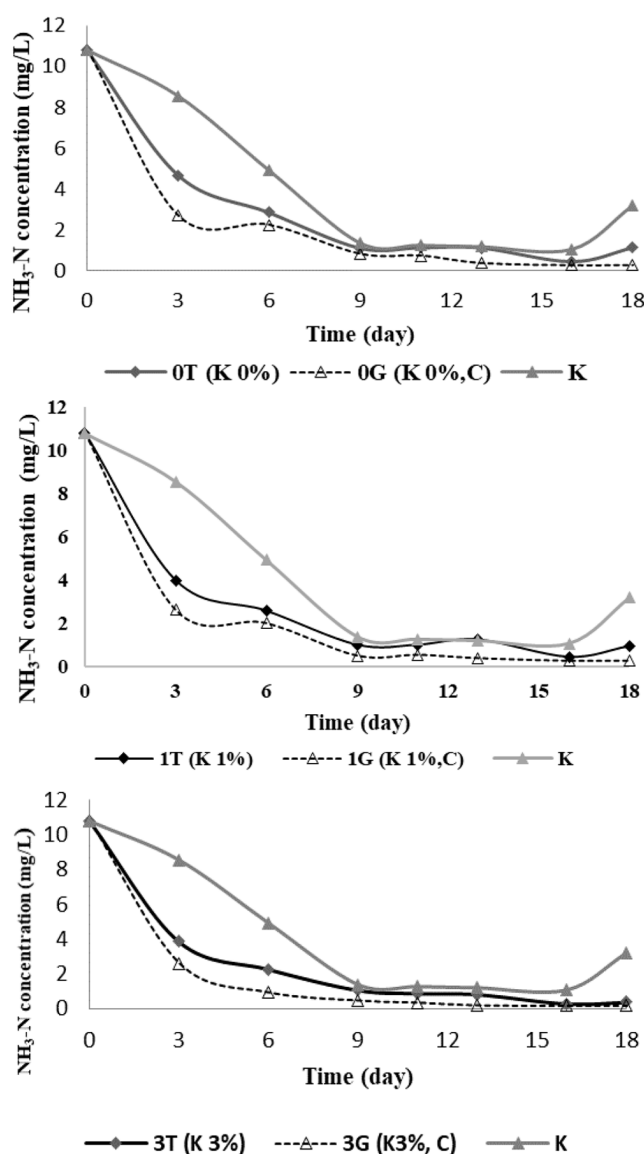 NH₃-N concentration (mg/L)
12
10
8
6
4
2
0
0 3 6 9 12 15 18
Time (day)
0T (K 0%) 0G (K 0%,C) K
NH₃-N concentration (mg/L)
12
10
8
6
4
2
0
0 3 6 9 12 15 18
Time (day)
1T (K 1%) 1G (K 1%,C) K
NH₃-N concentration (mg/L)
12
10
8
6
4
2
0
0 3 6 9 12 15 18
Time (day)
3T (K 3%) 3G (K3%, C) K